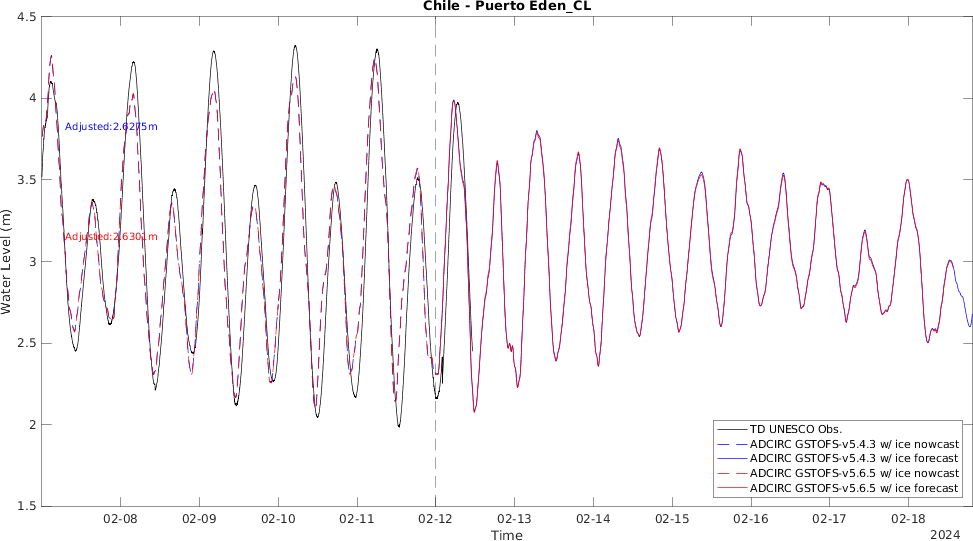 Chile - Puerto Eden_CL
4.5
4
3.5
3
2.5
2
1.5
Water Level (m)
Adjusted:2.6275m
Adjusted:2.6301m
TD UNESCO Obs.
ADCIRC GSTOFS-v5.4.3 w/ ice nowcast
ADCIRC GSTOFS-v5.4.3 w/ ice forecast
ADCIRC GSTOFS-v5.6.5 w/ ice nowcast
ADCIRC GSTOFS-v5.6.5 w/ ice forecast
02-08 02-09 02-10 02-11 02-12 02-13 02-14 02-15 02-16 02-17 02-18
Time
2024